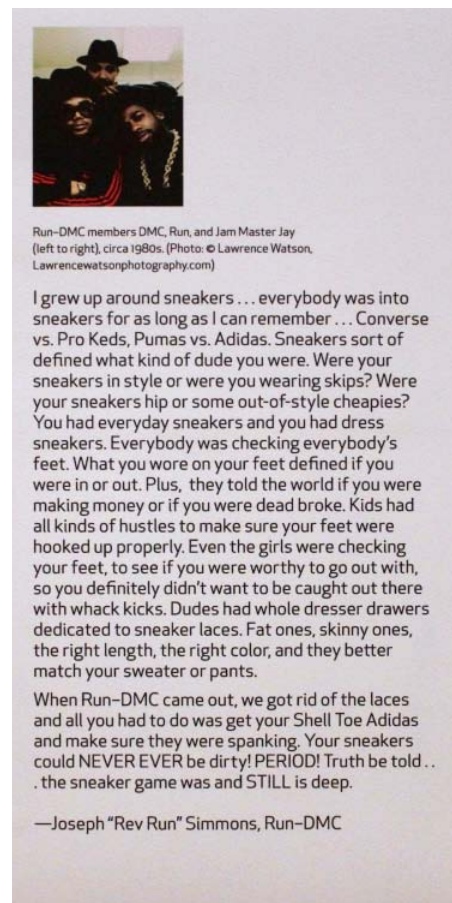 Run–DMC members DMC, Run, and Jam Master Jay
(left to right), circa 1980s. (Photo: © Lawrence Watson,
Lawrencewatsonphotography.com)
I grew up around sneakers . . . everybody was into
sneakers for as long as I can remember . . . Converse
vs. Pro Keds, Pumas vs. Adidas. Sneakers sort of
defined what kind of dude you were. Were your
sneakers in style or were you wearing skips? Were
your sneakers hip or some out-of-style cheapies?
You had everyday sneakers and you had dress
sneakers. Everybody was checking everybody's
feet. What you wore on your feet defined if you
were in or out. Plus, they told the world if you were
making money or if you were dead broke. Kids had
all kinds of hustles to make sure your feet were
hooked up properly. Even the girls were checking
your feet, to see if you were worthy to go out with,
so you definitely didn't want to be caught out there
with whack kicks. Dudes had whole dresser drawers
dedicated to sneaker laces. Fat ones, skinny ones,
the right length, the right color, and they better
match your sweater or pants.
When Run–DMC came out, we got rid of the laces
and all you had to do was get your Shell Toe Adidas
and make sure they were spanking. Your sneakers
could NEVER EVER be dirty! PERIOD! Truth be told . .
. the sneaker game was and STILL is deep.
—Joseph "Rev Run" Simmons, Run–DMC